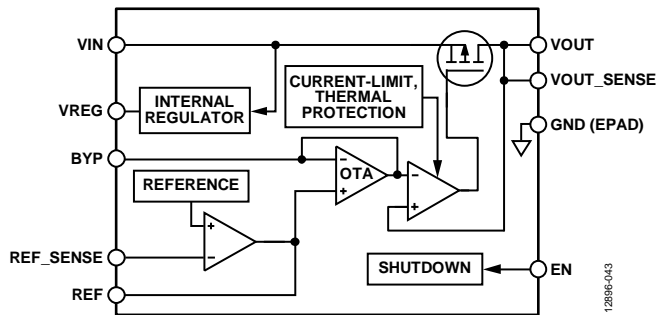 VIN
VOUT
VOUT_SENSE
CURRENT-LIMIT,
THERMAL
PROTECTION
VREG
INTERNAL
REGULATOR
GND (EPAD)
BYP
–
OTA
+
–
+
REFERENCE
+
–
REF_SENSE
REF
SHUTDOWN
EN
12896-043